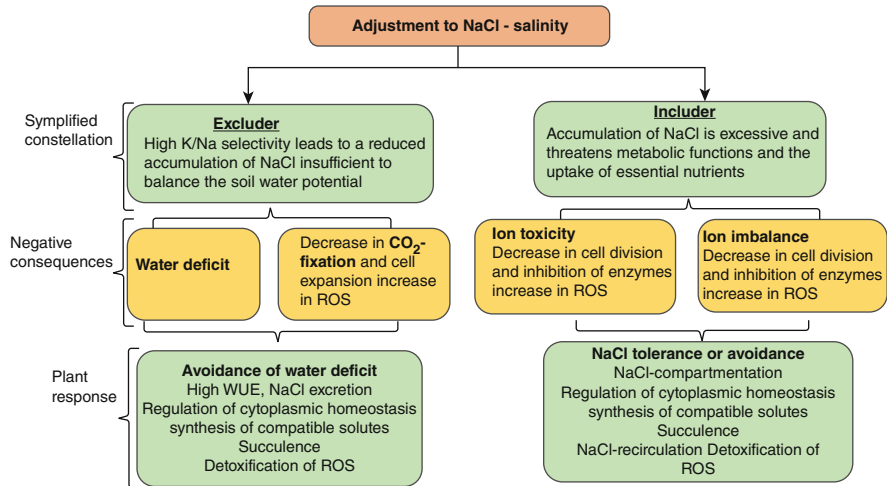 Adjustment to NaCl - salinity
Symplified
constellation
Excluder
High K/Na selectivity leads to a reduced
accumulation of NaCl insufficient to
balance the soil water potential
Includer
Accumulation of NaCl is excessive and
threatens metabolic functions and the
uptake of essential nutrients
Negative
consequences
Water deficit
Decrease in CO₂-
fixation and cell
expansion increase
in ROS
Ion toxicity
Decrease in cell division
and inhibition of enzymes
increase in ROS
Ion imbalance
Decrease in cell division
and inhibition of enzymes
increase in ROS
Plant
response
Avoidance of water deficit
High WUE, NaCl excretion
Regulation of cytoplasmic homeostasis
synthesis of compatible solutes
Succulence
Detoxification of ROS
NaCl tolerance or avoidance
NaCl-compartmentation
Regulation of cytoplasmic homeostasis
synthesis of compatible solutes
Succulence
NaCl-recirculation Detoxification of
ROS